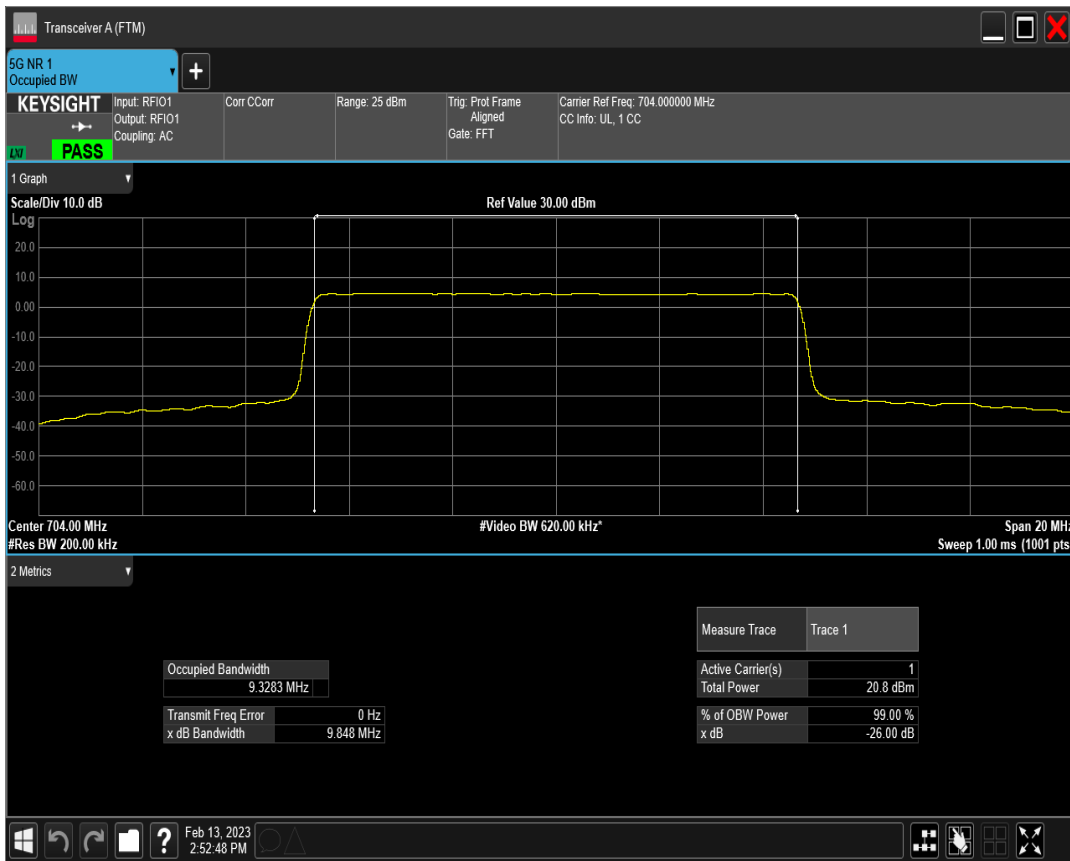 Transceiver A (FTM)
5G NR 1
Occupied BW
+
KEYSIGHT
LXI
PASS
Input: RFIO1
Output: RFIO1
Coupling: AC
Corr CCorr
Range: 25 dBm
Trig: Prot Frame
Aligned
Gate: FFT
Carrier Ref Freq: 704.000000 MHz
CC Info: UL, 1 CC
1 Graph
Scale/Div 10.0 dB
Ref Value 30.00 dBm
Log
20.0
10.0
0.00
-10.0
-20.0
-30.0
-40.0
-50.0
-60.0
Center 704.00 MHz
#Video BW 620.00 kHz*
Span 20 MHz
#Res BW 200.00 kHz
Sweep 1.00 ms (1001 pts
2 Metrics
Measure Trace Trace 1
Occupied Bandwidth
9.3283 MHz
Active Carrier(s) 1
Total Power 20.8 dBm
Transmit Freq Error 0 Hz
x dB Bandwidth 9.848 MHz
% of OBW Power 99.00 %
x dB -26.00 dB
?
Feb 13, 2023
2:52:48 PM